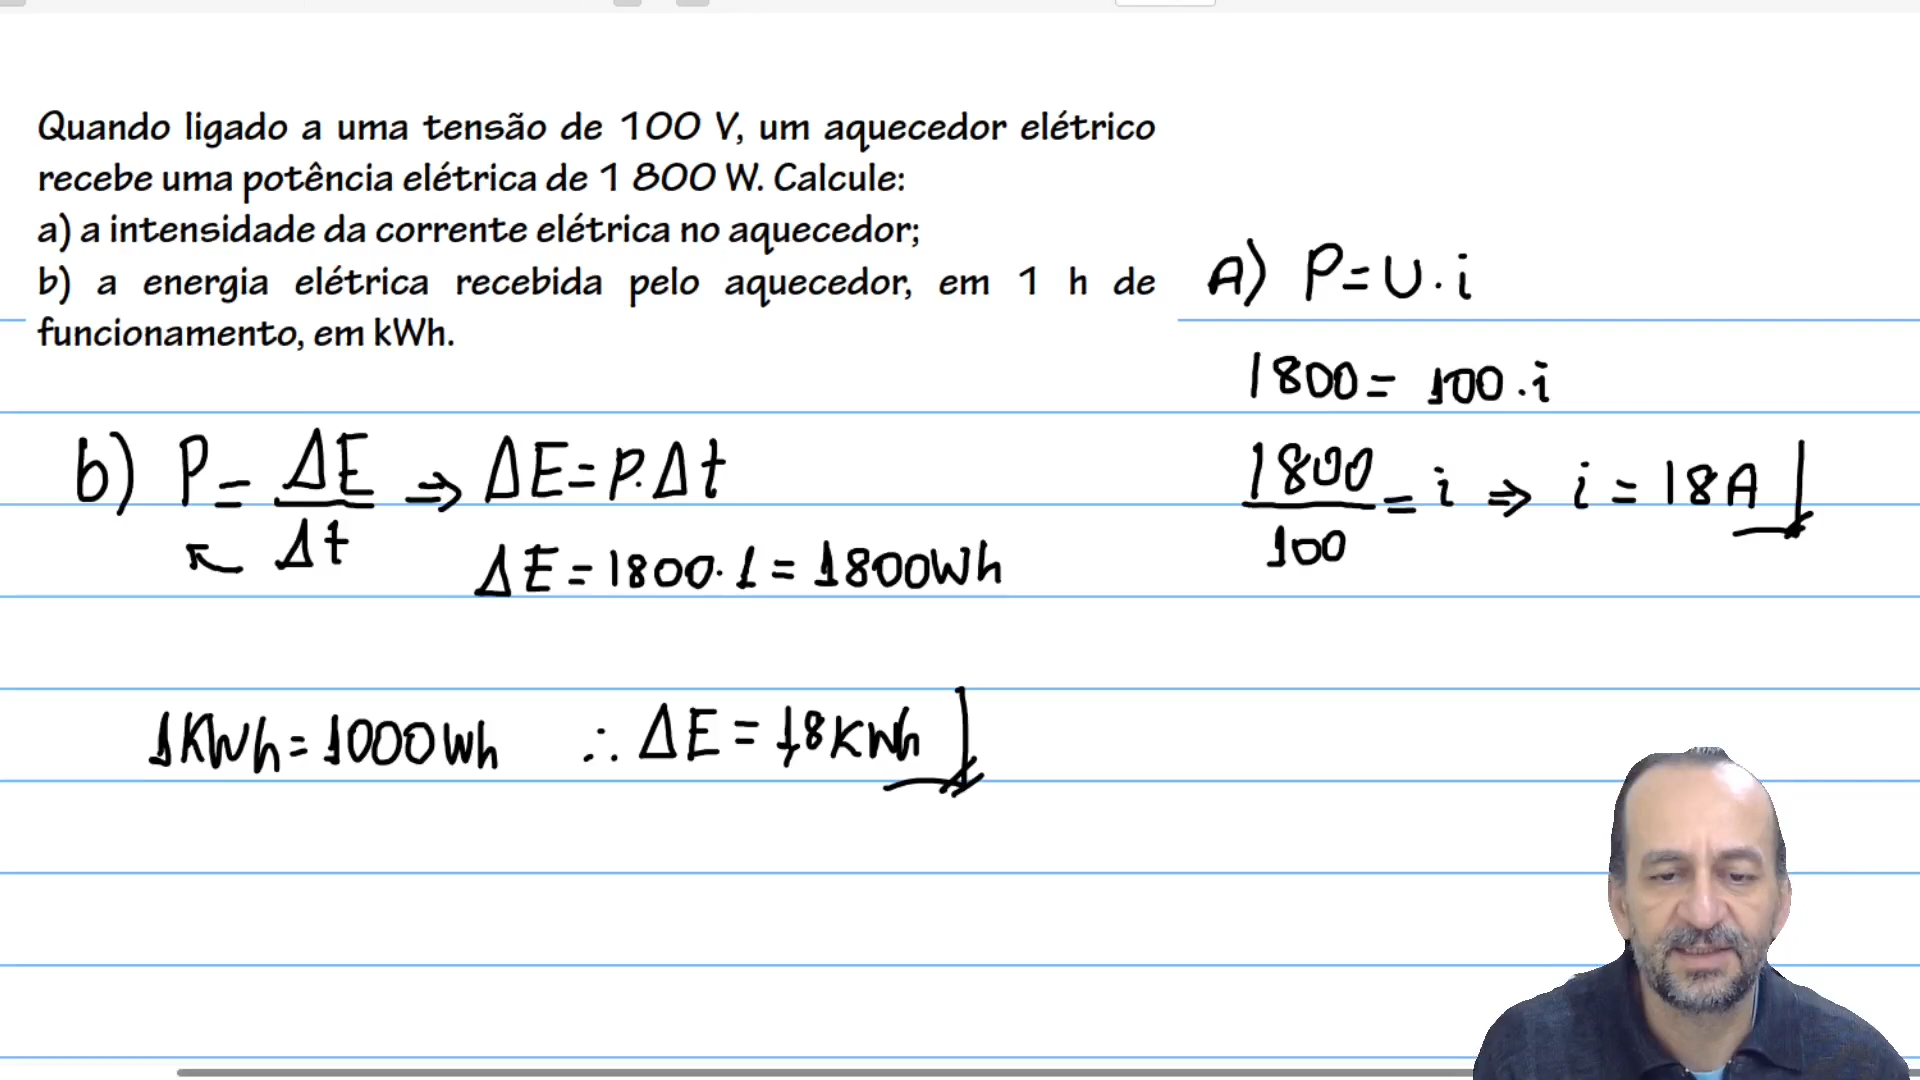 Quando ligado a uma tensão de 100 V, um aquecedor elétrico
recebe uma potência elétrica de 1 800 W. Calcule:
a) a intensidade da corrente elétrica no aquecedor;
b) a energia elétrica recebida pelo aquecedor, em 1 h de
funcionamento, em kWh.
A) P = U . i
1800 = 100 . i
1800/100 = i ⇒ i = 18A
b) P = ΔE/Δt ⇒ ΔE = P. Δt
ΔE = 1800 . 1 = 1800Wh
1KWh = 1000Wh ∴ ΔE = 1,8KWh